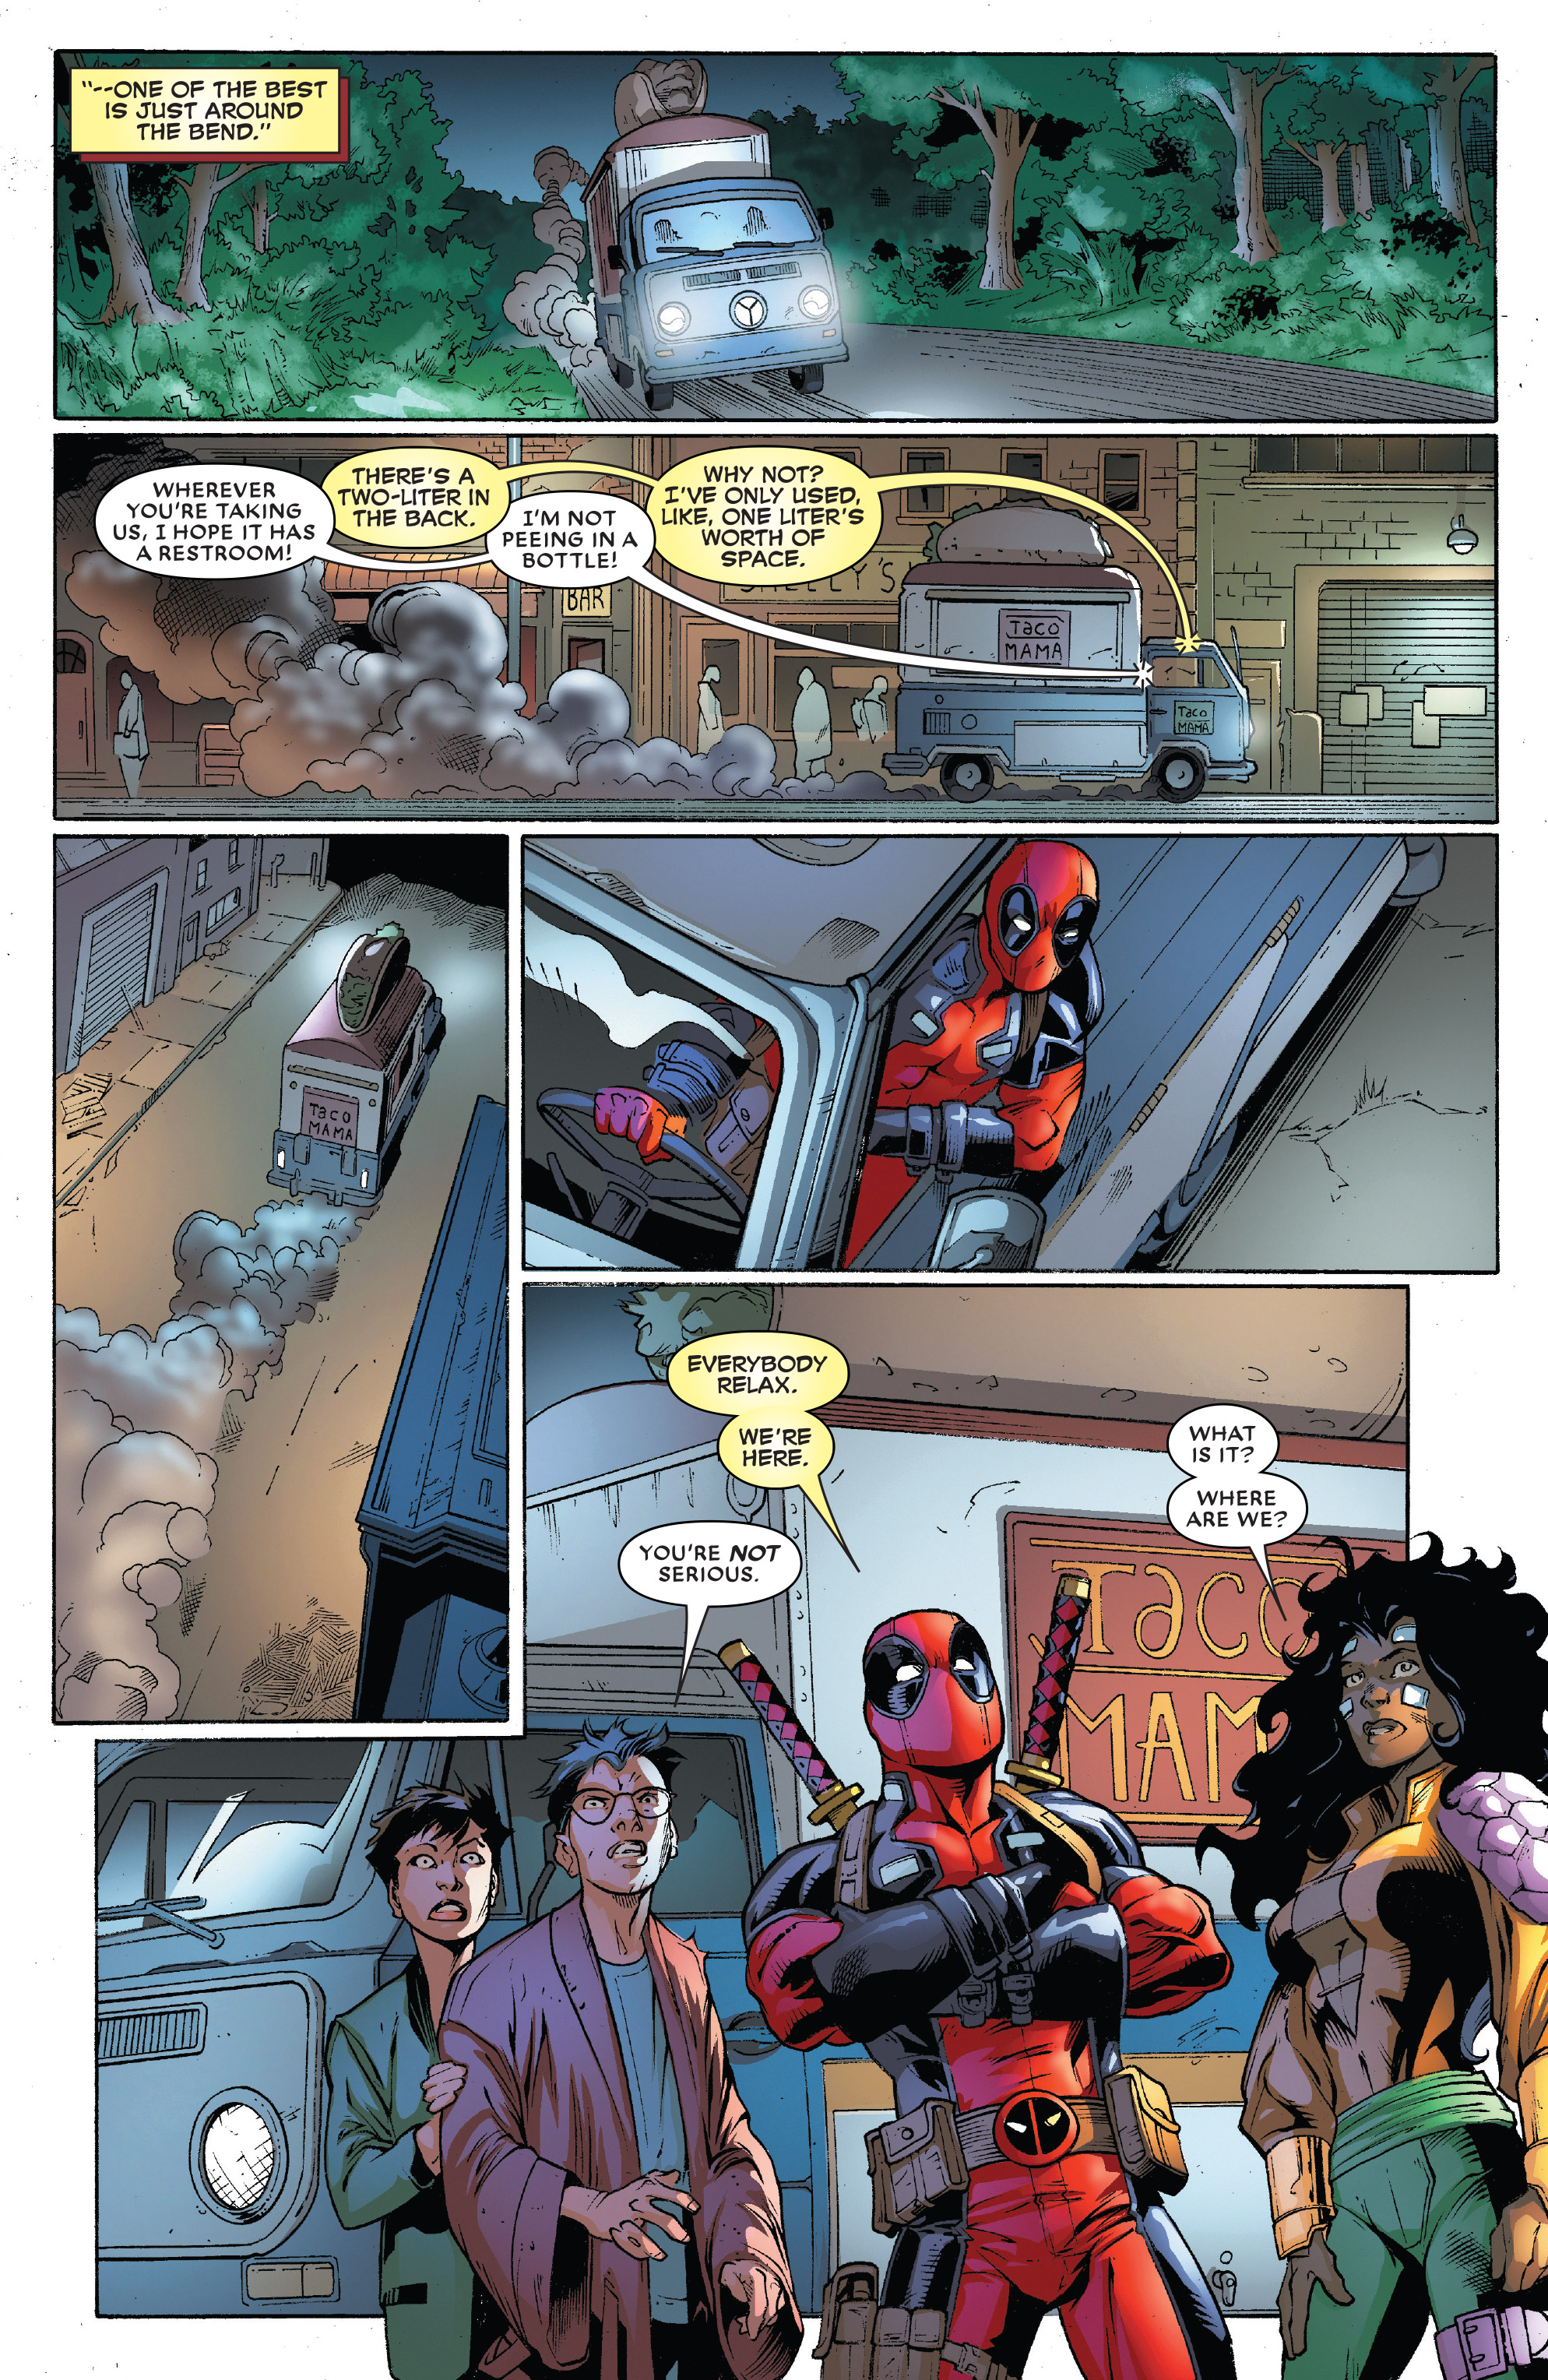 "--ONE OF THE BEST
IS JUST AROUND
THE BEND."
WHEREVER
YOU'RE TAKING
US, I HOPE IT HAS
A RESTROOM!
THERE'S A
TWO-LITER IN
THE BACK.
I'M NOT
PEEING IN A
BOTTLE!
WHY NOT?
I'VE ONLY USED,
LIKE, ONE LITER'S
WORTH OF
SPACE.
BAR
TACO
MAMA
TACO
MAMA
TACO
MAMA
EVERYBODY
RELAX.
WE'RE
HERE.
YOU'RE NOT
SERIOUS.
WHAT
IS IT?
WHERE
ARE WE?
TACO
MAM